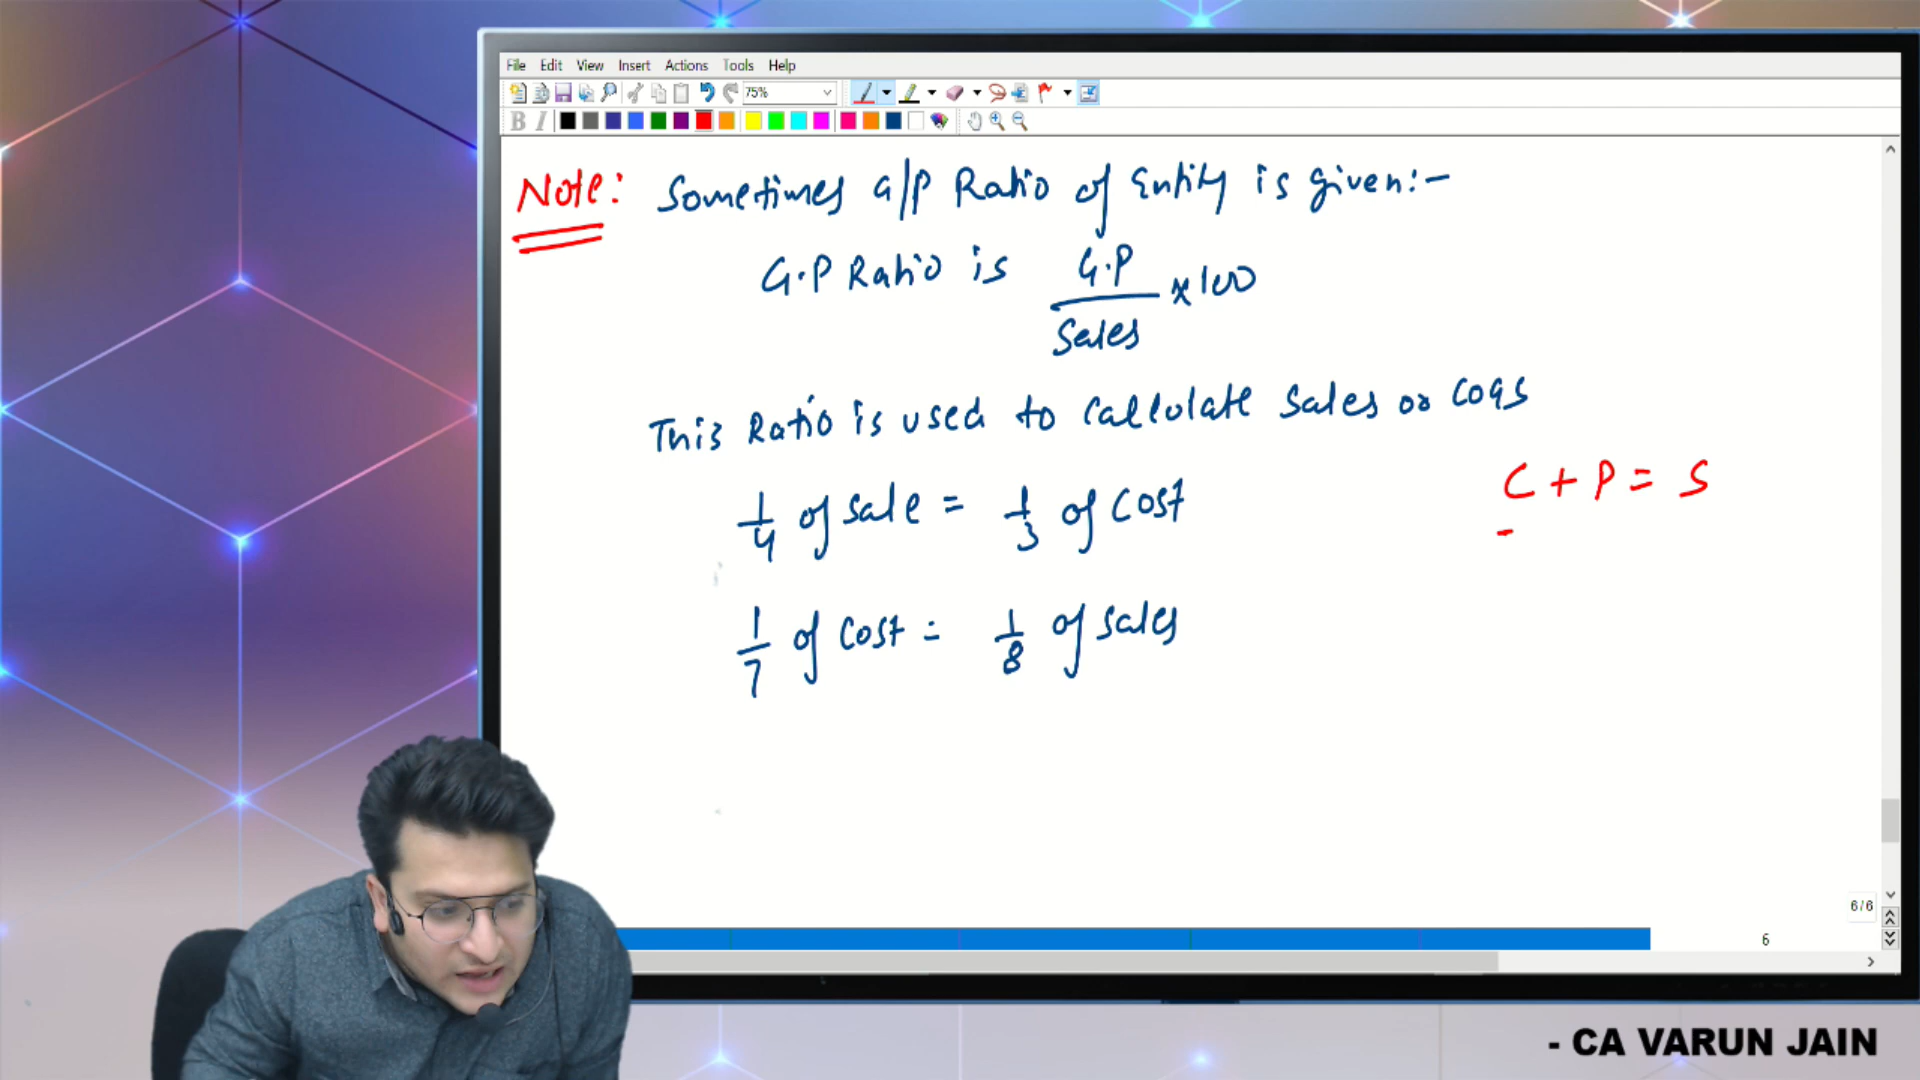 File Edit View Insert Actions Tools Help
75%
B I
Note: Sometimes G/P Ratio of Entity is given:-
G.P Ratio is G.P
Sales × 100
This Ratio is used to Callulate Sales or COGS
C + P = S
1/4 of Sale = 1/3 of Cost
1/7 of Cost = 1/8 of Sales
6/6
6
- CA VARUN JAIN